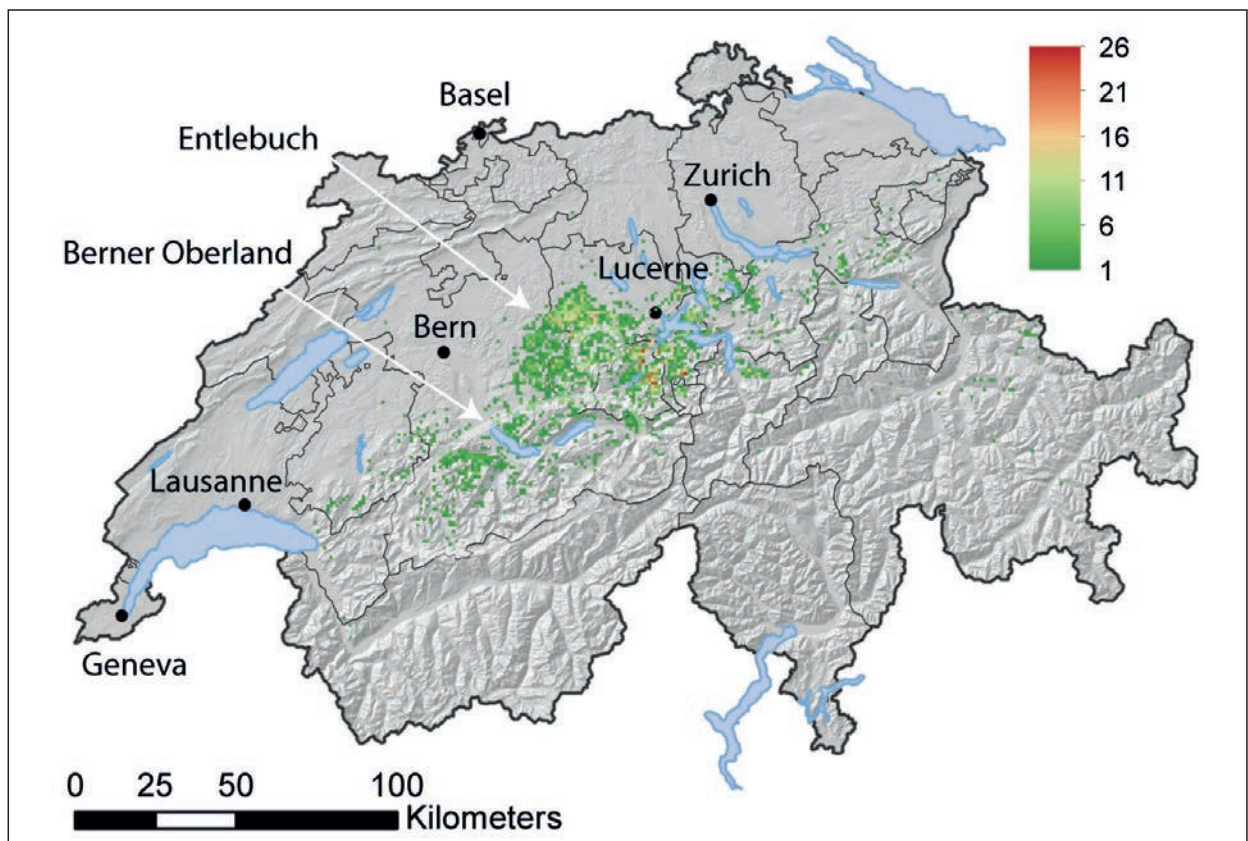 26
21
16
11
6
1
Basel
Entlebuch
Zurich
Berner Oberland
Lucerne
Bern
Lausanne
Geneva
0 25 50 100
Kilometers